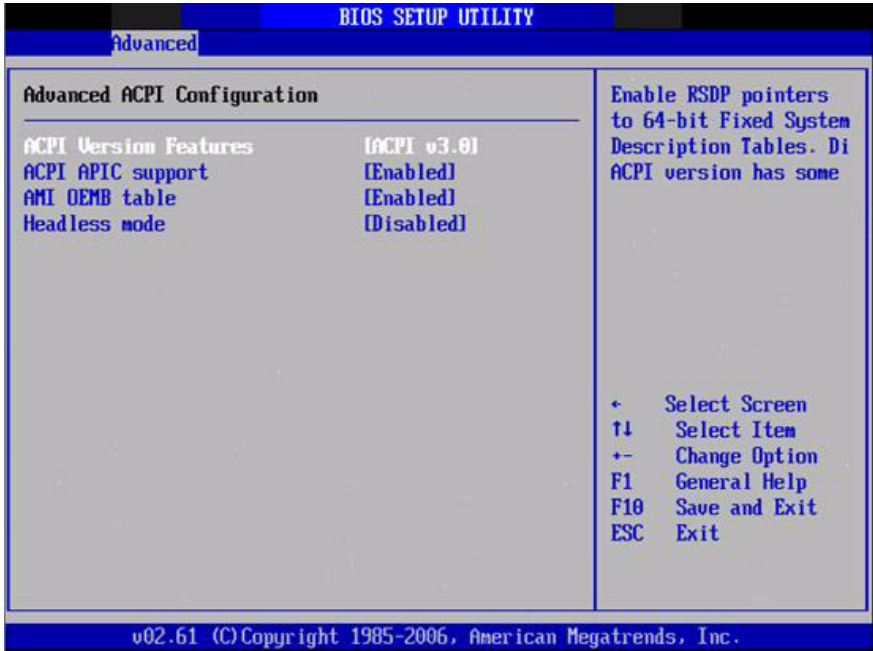 BIOS SETUP UTILITY
Advanced
Advanced ACPI Configuration
ACPI Version Features [ACPI v3.0]
ACPI APIC support [Enabled]
AMI OEMB table [Enabled]
Headless mode [Disabled]
Enable RSDP pointers
to 64-bit Fixed System
Description Tables. Di
ACPI version has some
← Select Screen
↑↓ Select Item
+- Change Option
F1 General Help
F10 Save and Exit
ESC Exit
v02.61 (C)Copyright 1985-2006, American Megatrends, Inc.